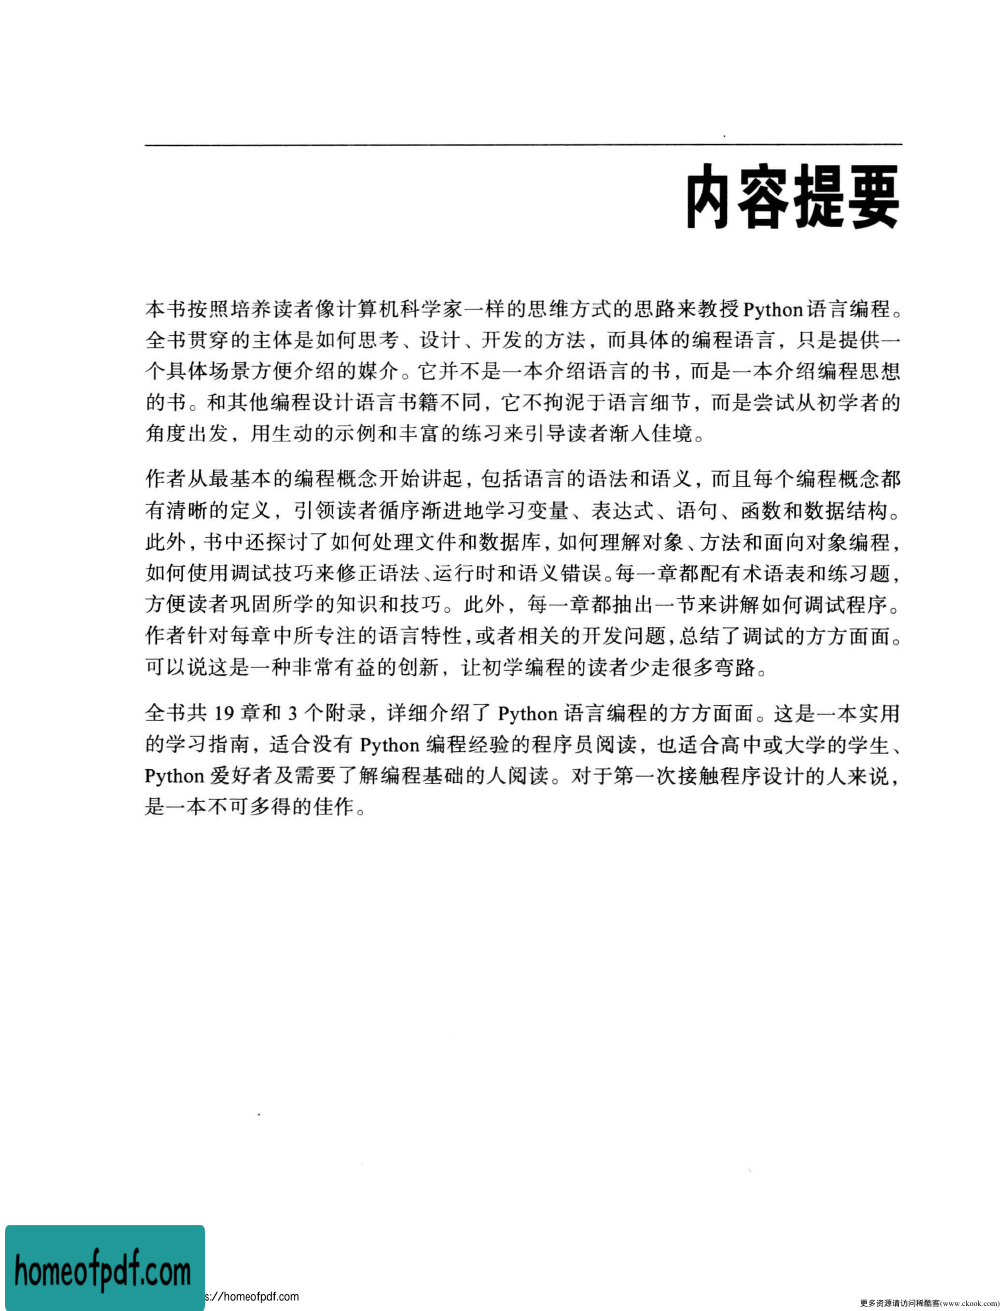 内容提要
本书按照培养读者像计算机科学家一样的思维方式的思路来教授Python语言编程。
全书贯穿的主体是如何思考、设计、开发的方法，而具体的编程语言，只是提供一
个具体场景方便介绍的媒介。它并不是一本介绍语言的书，而是一本介绍编程思想
的书。和其他编程设计语言书籍不同，它不拘泥于语言细节，而是尝试从初学者的
角度出发，用生动的示例和丰富的练习来引导读者渐入佳境。
作者从最基本的编程概念开始讲起，包括语言的语法和语义，而且每个编程概念都
有清晰的定义，引领读者循序渐进地学习变量、表达式、语句、函数和数据结构。
此外，书中还探讨了如何处理文件和数据库，如何理解对象、方法和面向对象编程，
如何使用调试技巧来修正语法、运行时和语义错误。每一章都配有术语表和练习题，
方便读者巩固所学的知识和技巧。此外，每一章都抽出一节来讲解如何调试程序。
作者针对每章中所专注的语言特性，或者相关的开发问题，总结了调试的方方面面。
可以说这是一种非常有益的创新，让初学编程的读者少走很多弯路。
全书共 19 章和 3 个附录，详细介绍了 Python 语言编程的方方面面。这是一本实用
的学习指南，适合没有 Python 编程经验的程序员阅读，也适合高中或大学的学生、
Python 爱好者及需要了解编程基础的人阅读。对于第一次接触程序设计的人来说，
是一本不可多得的佳作。
homeofpdf.com
s://homeofpdf.com
更多资源请访问稀酷客(www.ckook.com)